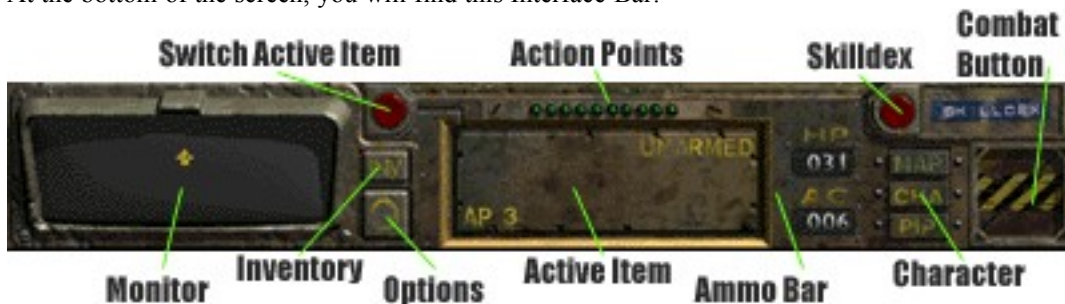 At the bottom of the screen, you will find this Interface Bar:
Combat
Button
Switch Active Item
Action Points
Skilldex
SKILLDEX
UNARMED
HP
031
MAP
INV
AC
CHA
AP 3
006
PIP
Monitor
Inventory
Options
Active Item
Ammo Bar
Character